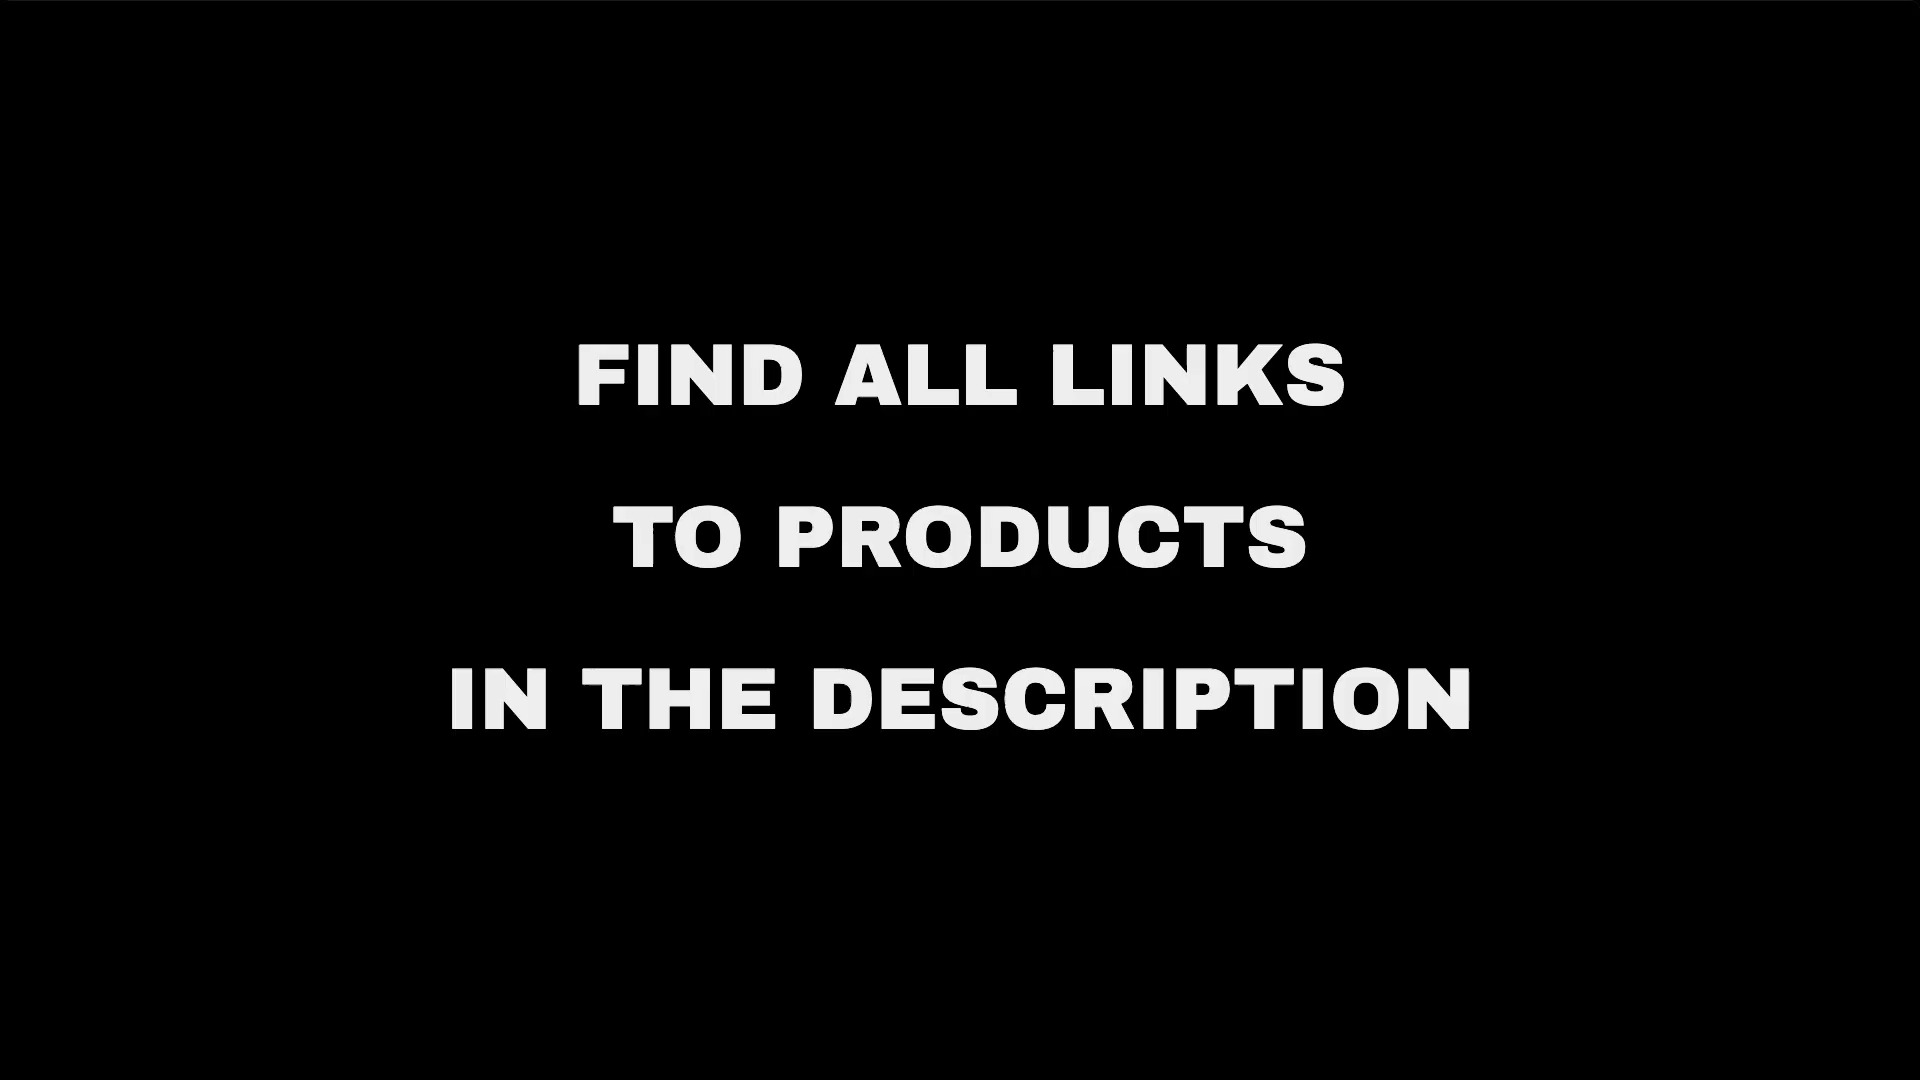 FIND ALL LINKS
TO PRODUCTS
IN THE DESCRIPTION